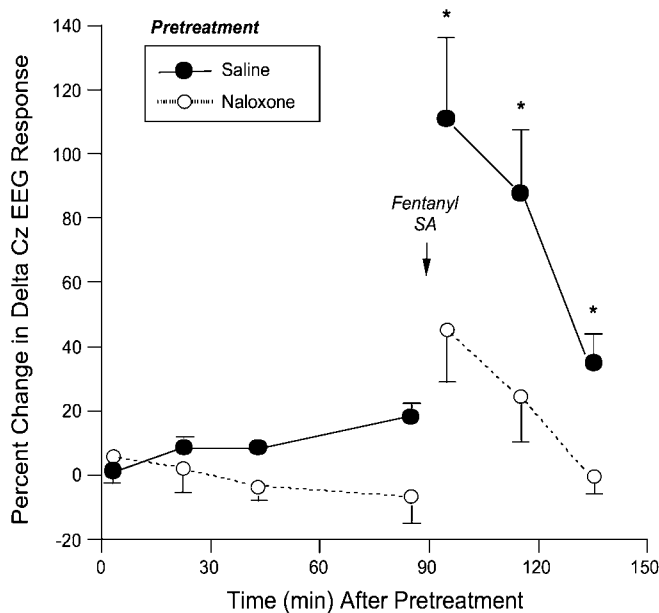 Percent Change in Delta Cz EEG Response
140
120
100
80
60
40
20
0
-20
Pretreatment
Saline
Naloxone
Fentanyl
SA
*
*
*
0
30
60
90
120
150
Time (min) After Pretreatment